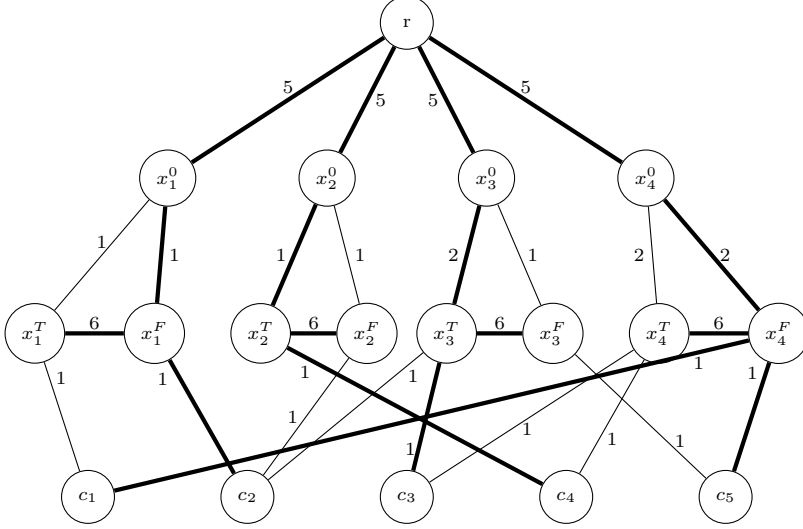 r
5 5 5 5
x_1^0 x_2^0 x_3^0 x_4^0
1 1 1 1 2 1 2 2
x_1^T 6 x_1^F x_2^T 6 x_2^F x_3^T 6 x_3^F x_4^T 6 x_4^F
1 1 1 1 1 1 1 1 1 1 1 1
c_1 c_2 c_3 c_4 c_5